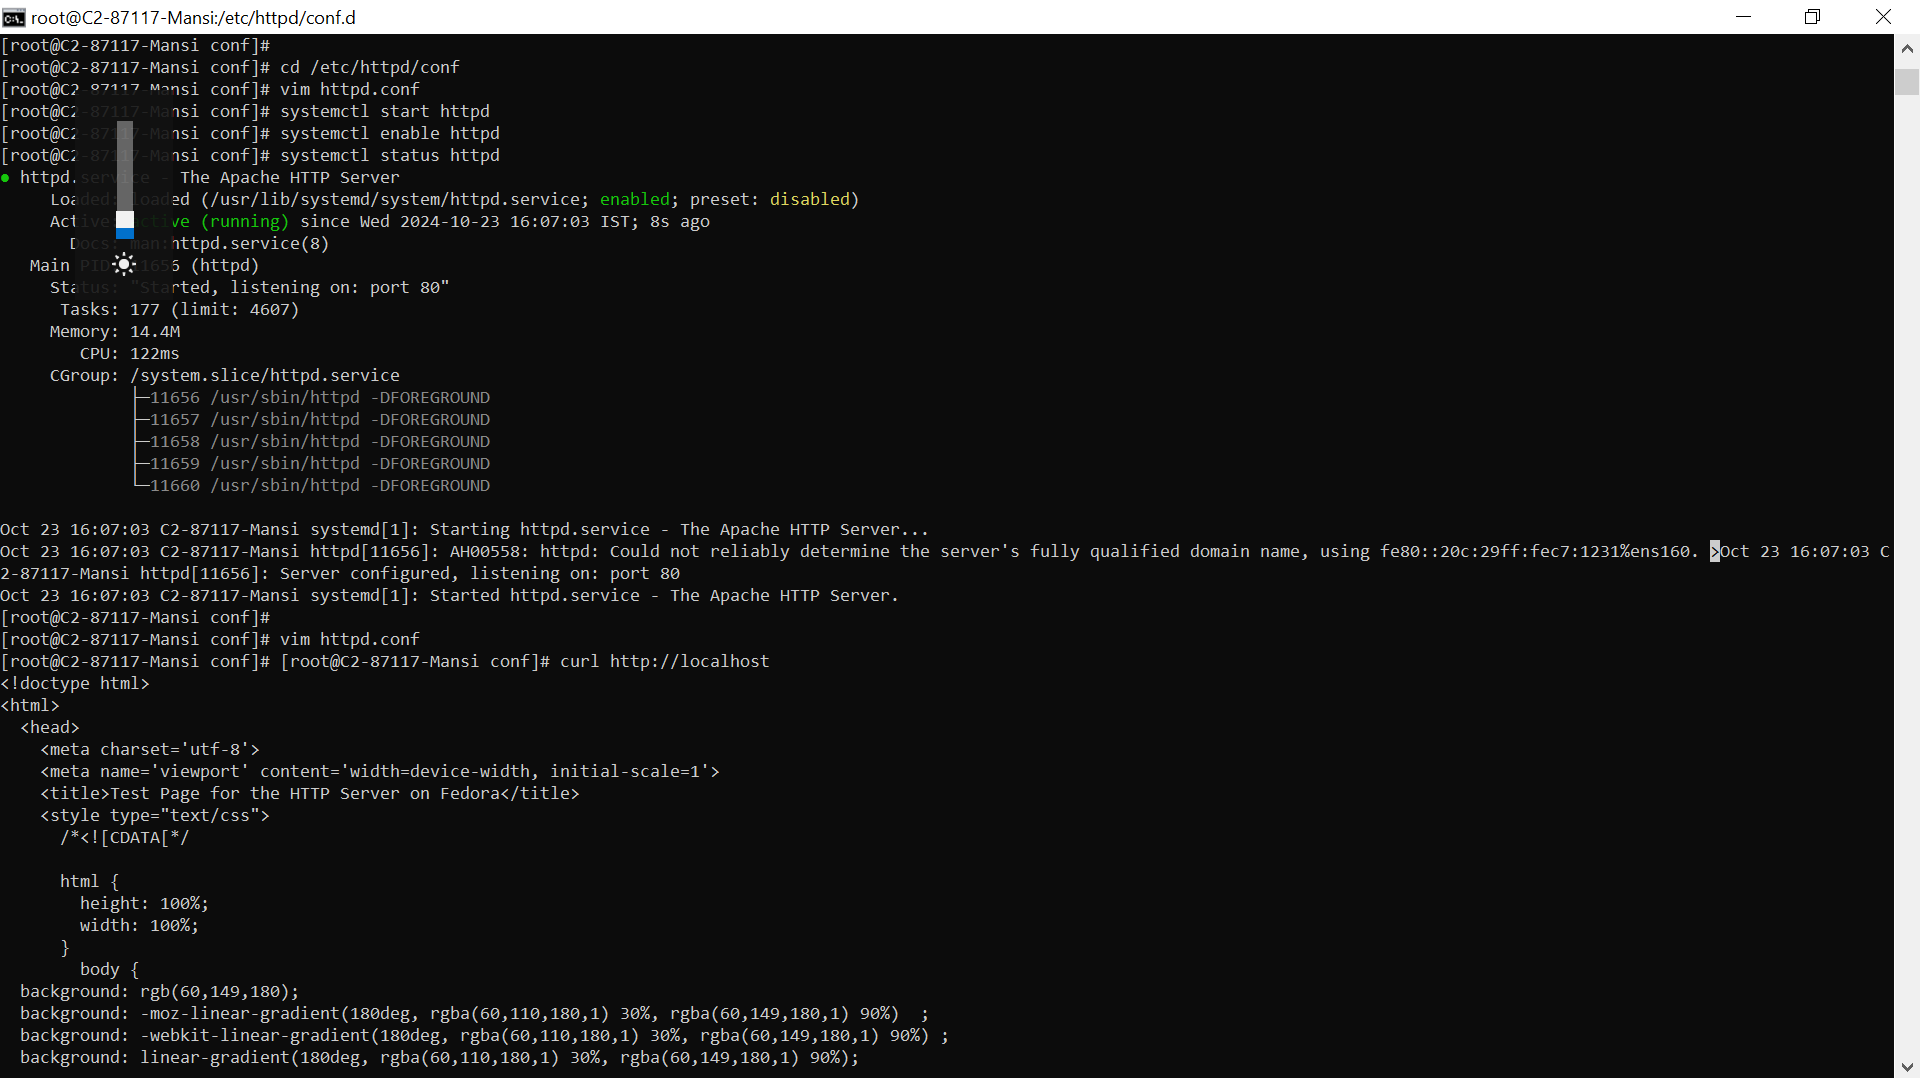 root@C2-87117-Mansi:/etc/httpd/conf.d
[root@C2-87117-Mansi conf]#
[root@C2-87117-Mansi conf]# cd /etc/httpd/conf
[root@C2-87117-Mansi conf]# vim httpd.conf
[root@C2-87117-Mansi conf]# systemctl start httpd
[root@C2-87117-Mansi conf]# systemctl enable httpd
[root@C2-87117-Mansi conf]# systemctl status httpd
● httpd.service - The Apache HTTP Server
     Loaded: loaded (/usr/lib/systemd/system/httpd.service; enabled; preset: disabled)
     Active: active (running) since Wed 2024-10-23 16:07:03 IST; 8s ago
       Docs: man:httpd.service(8)
   Main PID: 11656 (httpd)
     Status: "Started, listening on: port 80"
      Tasks: 177 (limit: 4607)
     Memory: 14.4M
        CPU: 122ms
     CGroup: /system.slice/httpd.service
             ├─11656 /usr/sbin/httpd -DFOREGROUND
             ├─11657 /usr/sbin/httpd -DFOREGROUND
             ├─11658 /usr/sbin/httpd -DFOREGROUND
             ├─11659 /usr/sbin/httpd -DFOREGROUND
             └─11660 /usr/sbin/httpd -DFOREGROUND
Oct 23 16:07:03 C2-87117-Mansi systemd[1]: Starting httpd.service - The Apache HTTP Server...
Oct 23 16:07:03 C2-87117-Mansi httpd[11656]: AH00558: httpd: Could not reliably determine the server's fully qualified domain name, using fe80::20c:29ff:fec7:1231%ens160. >Oct 23 16:07:03 C
2-87117-Mansi httpd[11656]: Server configured, listening on: port 80
Oct 23 16:07:03 C2-87117-Mansi systemd[1]: Started httpd.service - The Apache HTTP Server.
[root@C2-87117-Mansi conf]#
[root@C2-87117-Mansi conf]# vim httpd.conf
[root@C2-87117-Mansi conf]# [root@C2-87117-Mansi conf]# curl http://localhost
<!doctype html>
<html>
  <head>
    <meta charset='utf-8'>
    <meta name='viewport' content='width=device-width, initial-scale=1'>
    <title>Test Page for the HTTP Server on Fedora</title>
    <style type="text/css">
      /*<![CDATA[*/
      html {
        height: 100%;
        width: 100%;
      }
        body {
  background: rgb(60,149,180);
  background: -moz-linear-gradient(180deg, rgba(60,110,180,1) 30%, rgba(60,149,180,1) 90%)  ;
  background: -webkit-linear-gradient(180deg, rgba(60,110,180,1) 30%, rgba(60,149,180,1) 90%) ;
  background: linear-gradient(180deg, rgba(60,110,180,1) 30%, rgba(60,149,180,1) 90%);